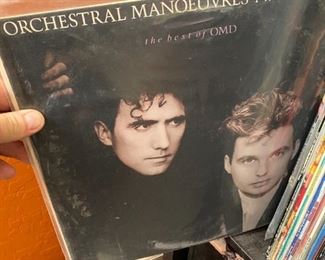 ORCHESTRAL MANOEUVRES
the best of OMD